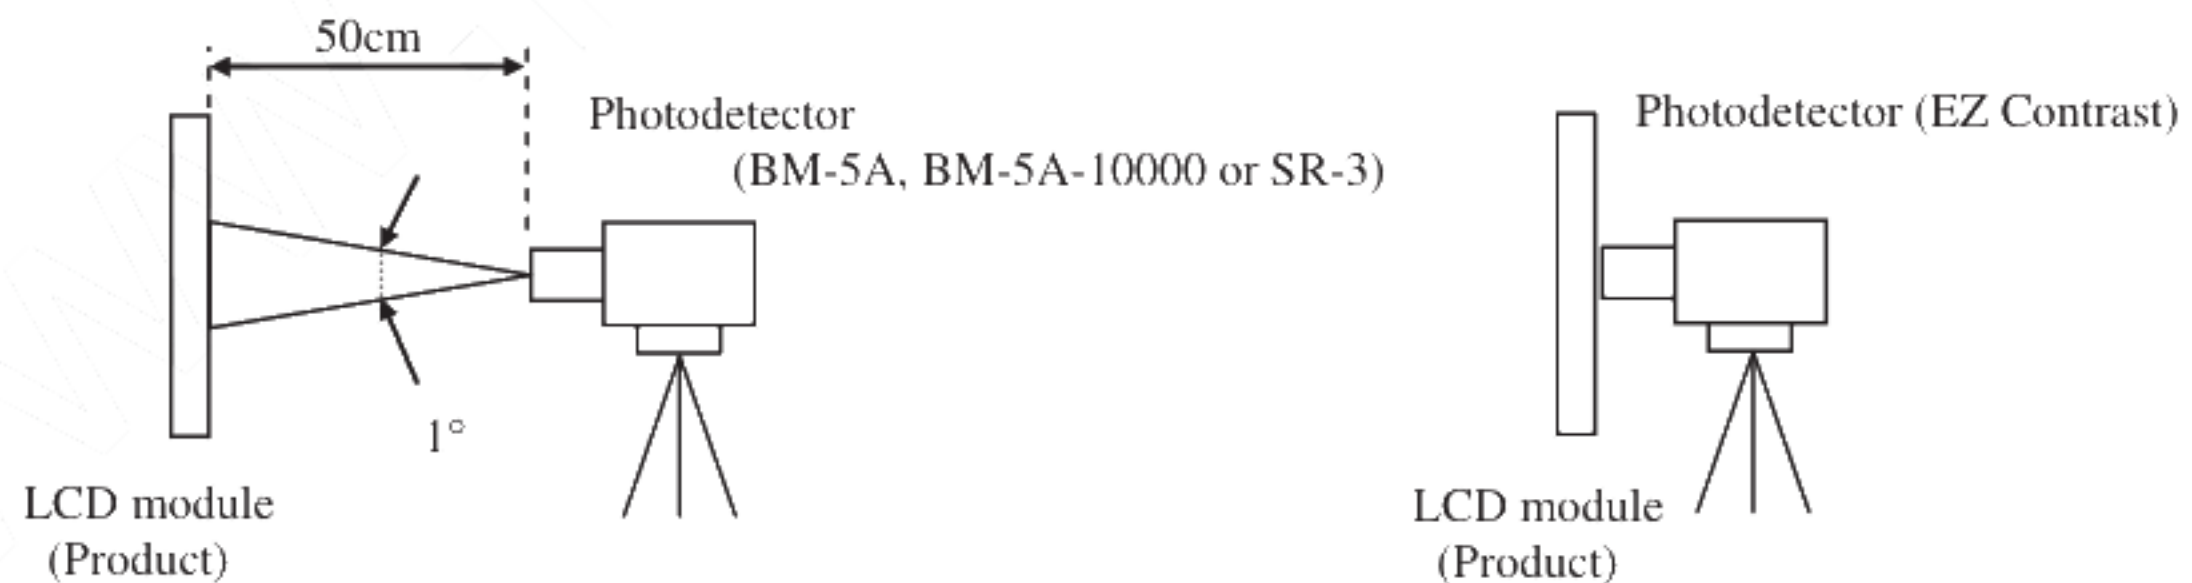 50cm
Photodetector
(BM-5A, BM-5A-10000 or SR-3)
1°
LCD module
(Product)
Photodetector (EZ Contrast)
LCD module
(Product)